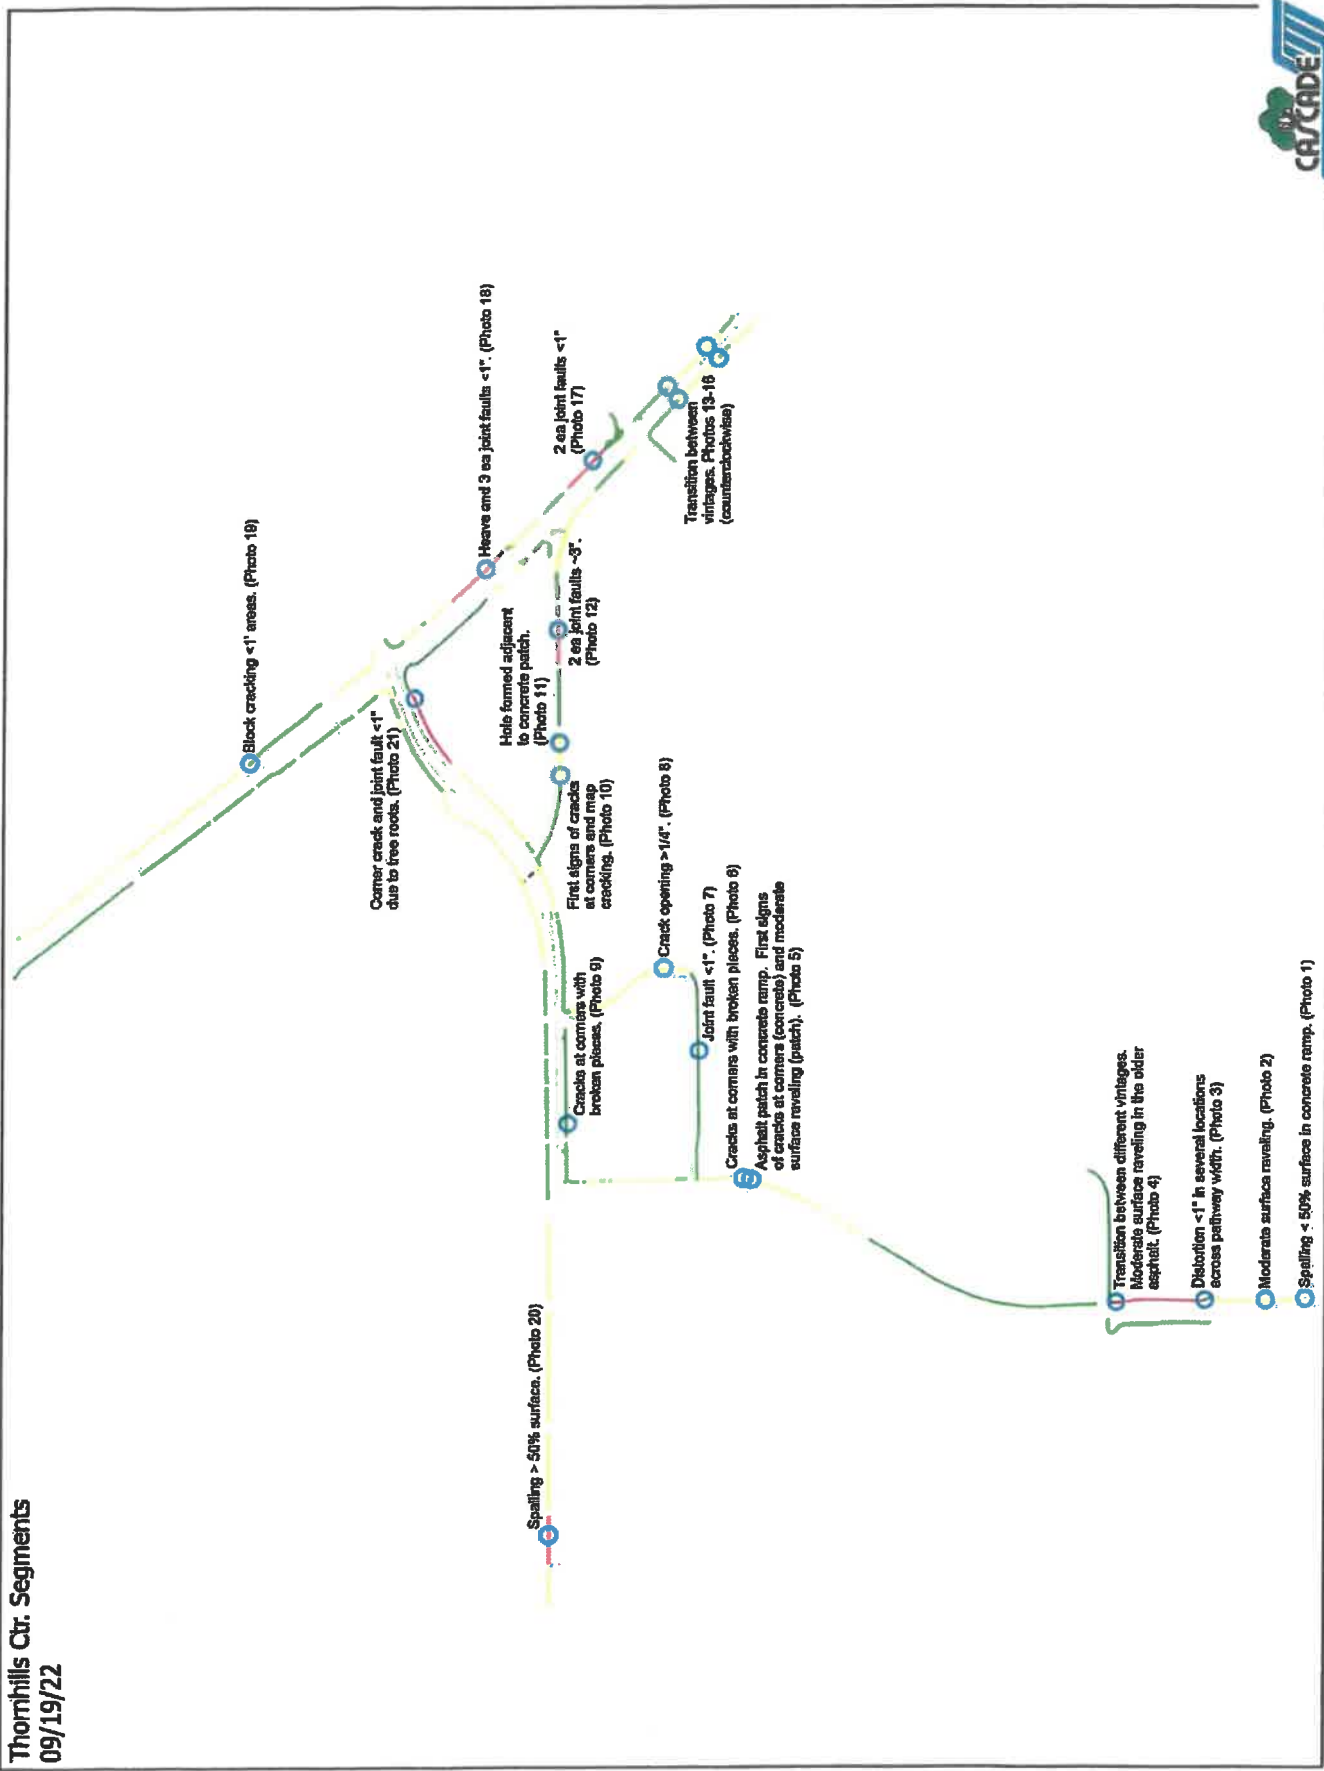 Thornhills Ctr. Segments
09/19/22
Block cracking <1' areas. (Photo 19)
Heave and 3 ea joint faults <1". (Photo 18)
2 ea joint faults <1"
(Photo 17)
Transition between
vintages. Photos 13-16
(counterclockwise)
Corner crack and joint fault <1"
due to tree roots. (Photo 21)
Hole formed adjacent
to concrete patch.
(Photo 11)
2 ea joint faults ~3".
(Photo 12)
First signs of cracks
at corners and map
cracking. (Photo 10)
Crack opening >1/4". (Photo 8)
Joint fault <1". (Photo 7)
Cracks at corners with
broken pieces. (Photo 9)
Cracks at corners with broken pieces. (Photo 6)
Asphalt patch in concrete ramp. First signs
of cracks at corners (concrete) and moderate
surface raveling (patch). (Photo 5)
Spalling > 50% surface. (Photo 20)
Transition between different vintages.
Moderate surface raveling in the older
asphalt. (Photo 4)
Distortion <1" in several locations
across pathway width. (Photo 3)
Moderate surface raveling. (Photo 2)
Spalling < 50% surface in concrete ramp. (Photo 1)
CASCADE